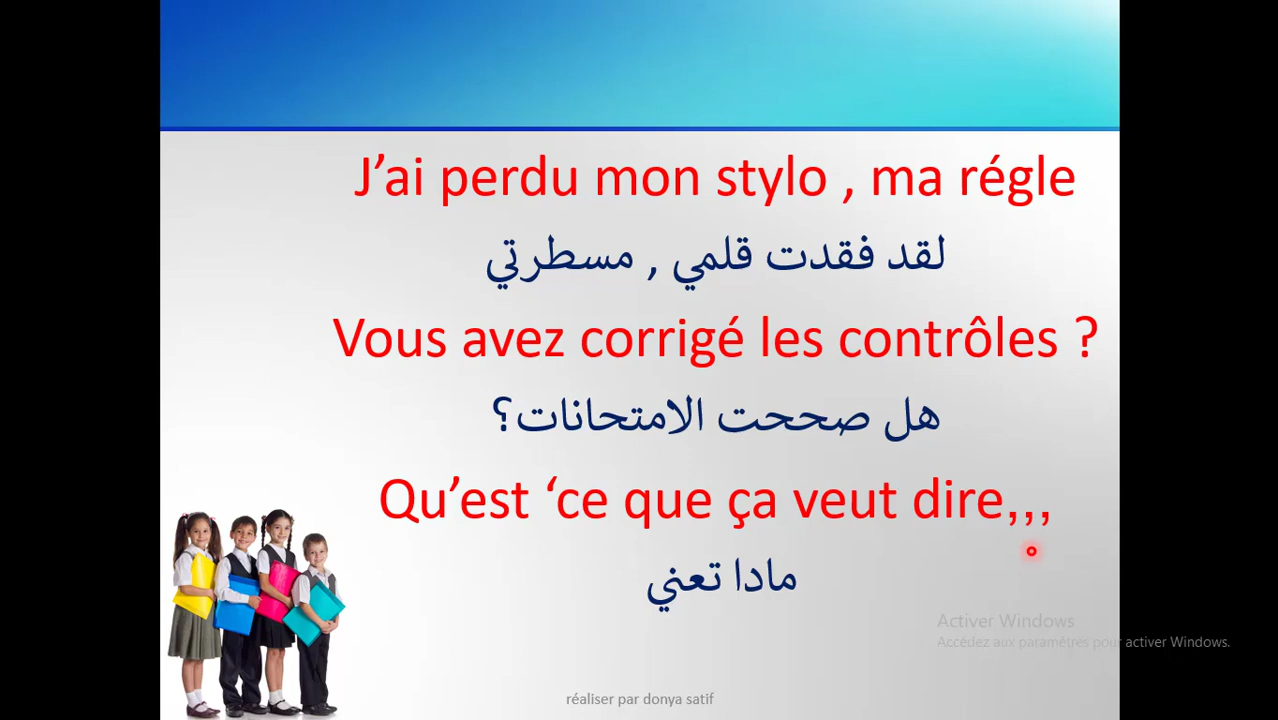 J’ai perdu mon stylo , ma régle
لقد فقدت قلمي , مسطرتي
Vous avez corrigé les contrôles ?
هل صححت الامتحانات؟
Qu’est ‘ce que ça veut dire,,,
مادا تعني
Activer Windows
Accédez aux paramètres pour activer Windows.
réaliser par donya satif